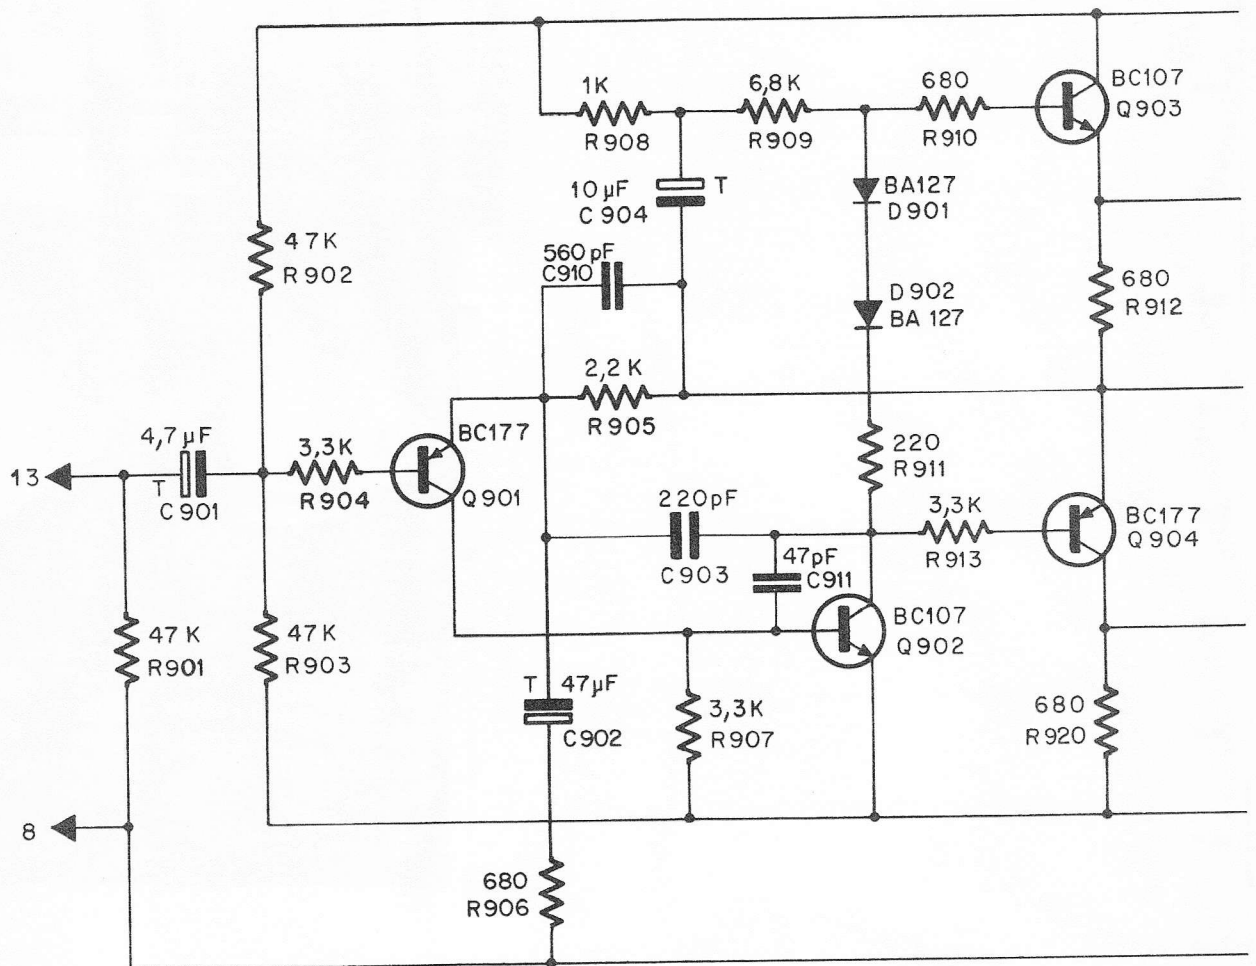 1K
R908
6,8K
R909
680
R910
BC107
Q903
10 µF
C 904
T
BA127
D901
47K
R902
560 pF
C910
D902
BA 127
680
R912
2,2 K
R905
4,7 µF
T
C 901
3,3K
R904
BC177
Q901
220
R911
13
220pF
C903
47pF
C911
3,3K
R913
BC177
Q904
47 K
R901
47K
R903
BC107
Q902
T 47µF
C902
3,3K
R907
680
R920
8
680
R906